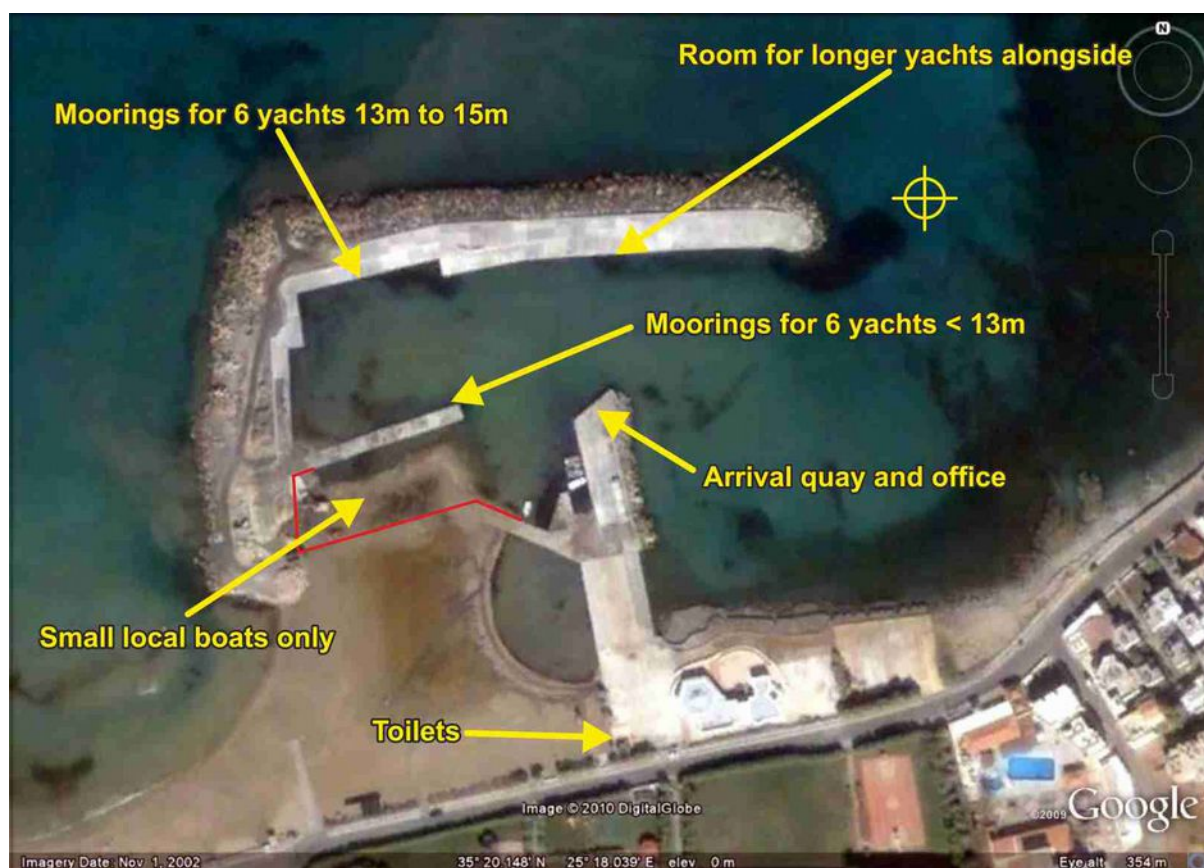 N
Room for longer yachts alongside
Moorings for 6 yachts 13m to 15m
Moorings for 6 yachts < 13m
Arrival quay and office
Small local boats only
Toilets
Image © 2010 DigitalGlobe
©2009 Google
Imagery Date: Nov 1, 2002 35° 20.148' N 25° 18.039' E elev 0 m Eye alt 354 m